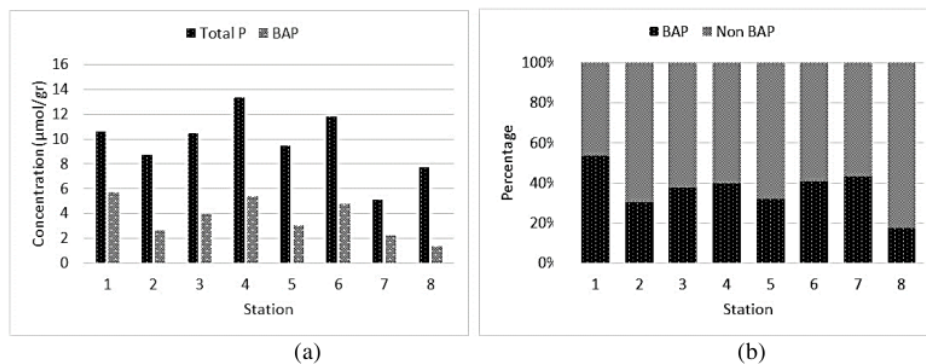 Total P BAP
16
14
12
10
8
6
4
2
0
Concentration (μmol/gr)
1 2 3 4 5 6 7 8
Station
(a)
BAP Non BAP
100%
80%
60%
40%
20%
0%
Percentage
1 2 3 4 5 6 7 8
Station
(b)